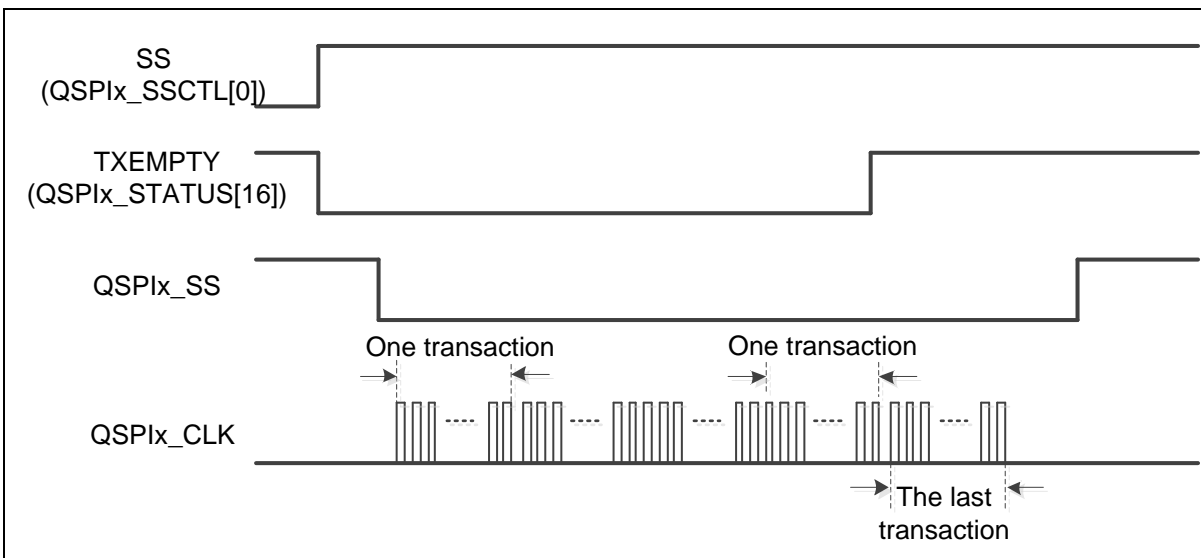 SS
(QSPIx_SSCTL[0])
TXEMPTY
(QSPIx_STATUS[16])
QSPIx_SS
One transaction
One transaction
QSPIx_CLK
The last
transaction